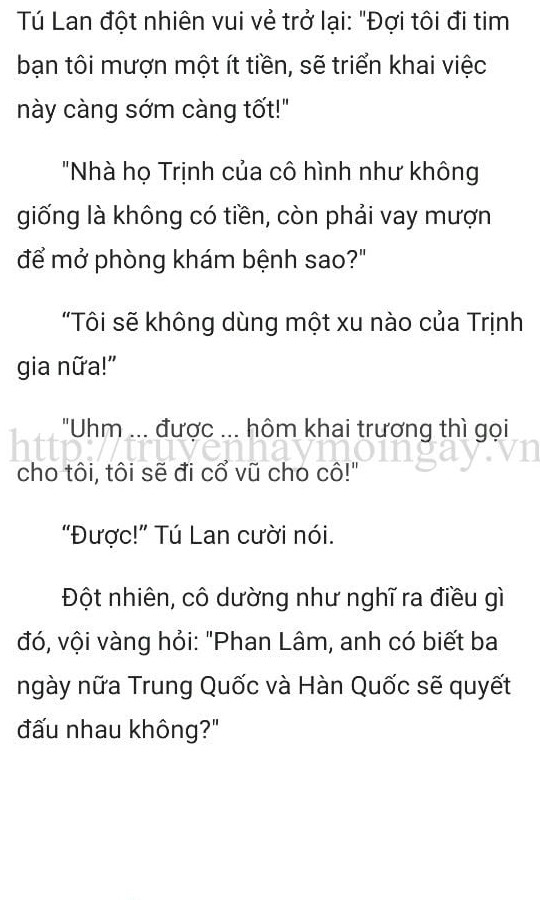 Tú Lan đột nhiên vui vẻ trở lại: "Đợi tôi đi tim
bạn tôi mượn một ít tiền, sẽ triển khai việc
này càng sớm càng tốt!"
"Nhà họ Trịnh của cô hình như không
giống là không có tiền, còn phải vay mượn
để mở phòng khám bệnh sao?"
“Tôi sẽ không dùng một xu nào của Trịnh
gia nữa!”
"Uhm ... được ... hôm khai trương thì gọi
http://truyenhaymoingay.vn
cho tôi, tôi sẽ đi cổ vũ cho cô!"
“Được!” Tú Lan cười nói.
Đột nhiên, cô dường như nghĩ ra điều gì
đó, vội vàng hỏi: "Phan Lâm, anh có biết ba
ngày nữa Trung Quốc và Hàn Quốc sẽ quyết
đấu nhau không?"